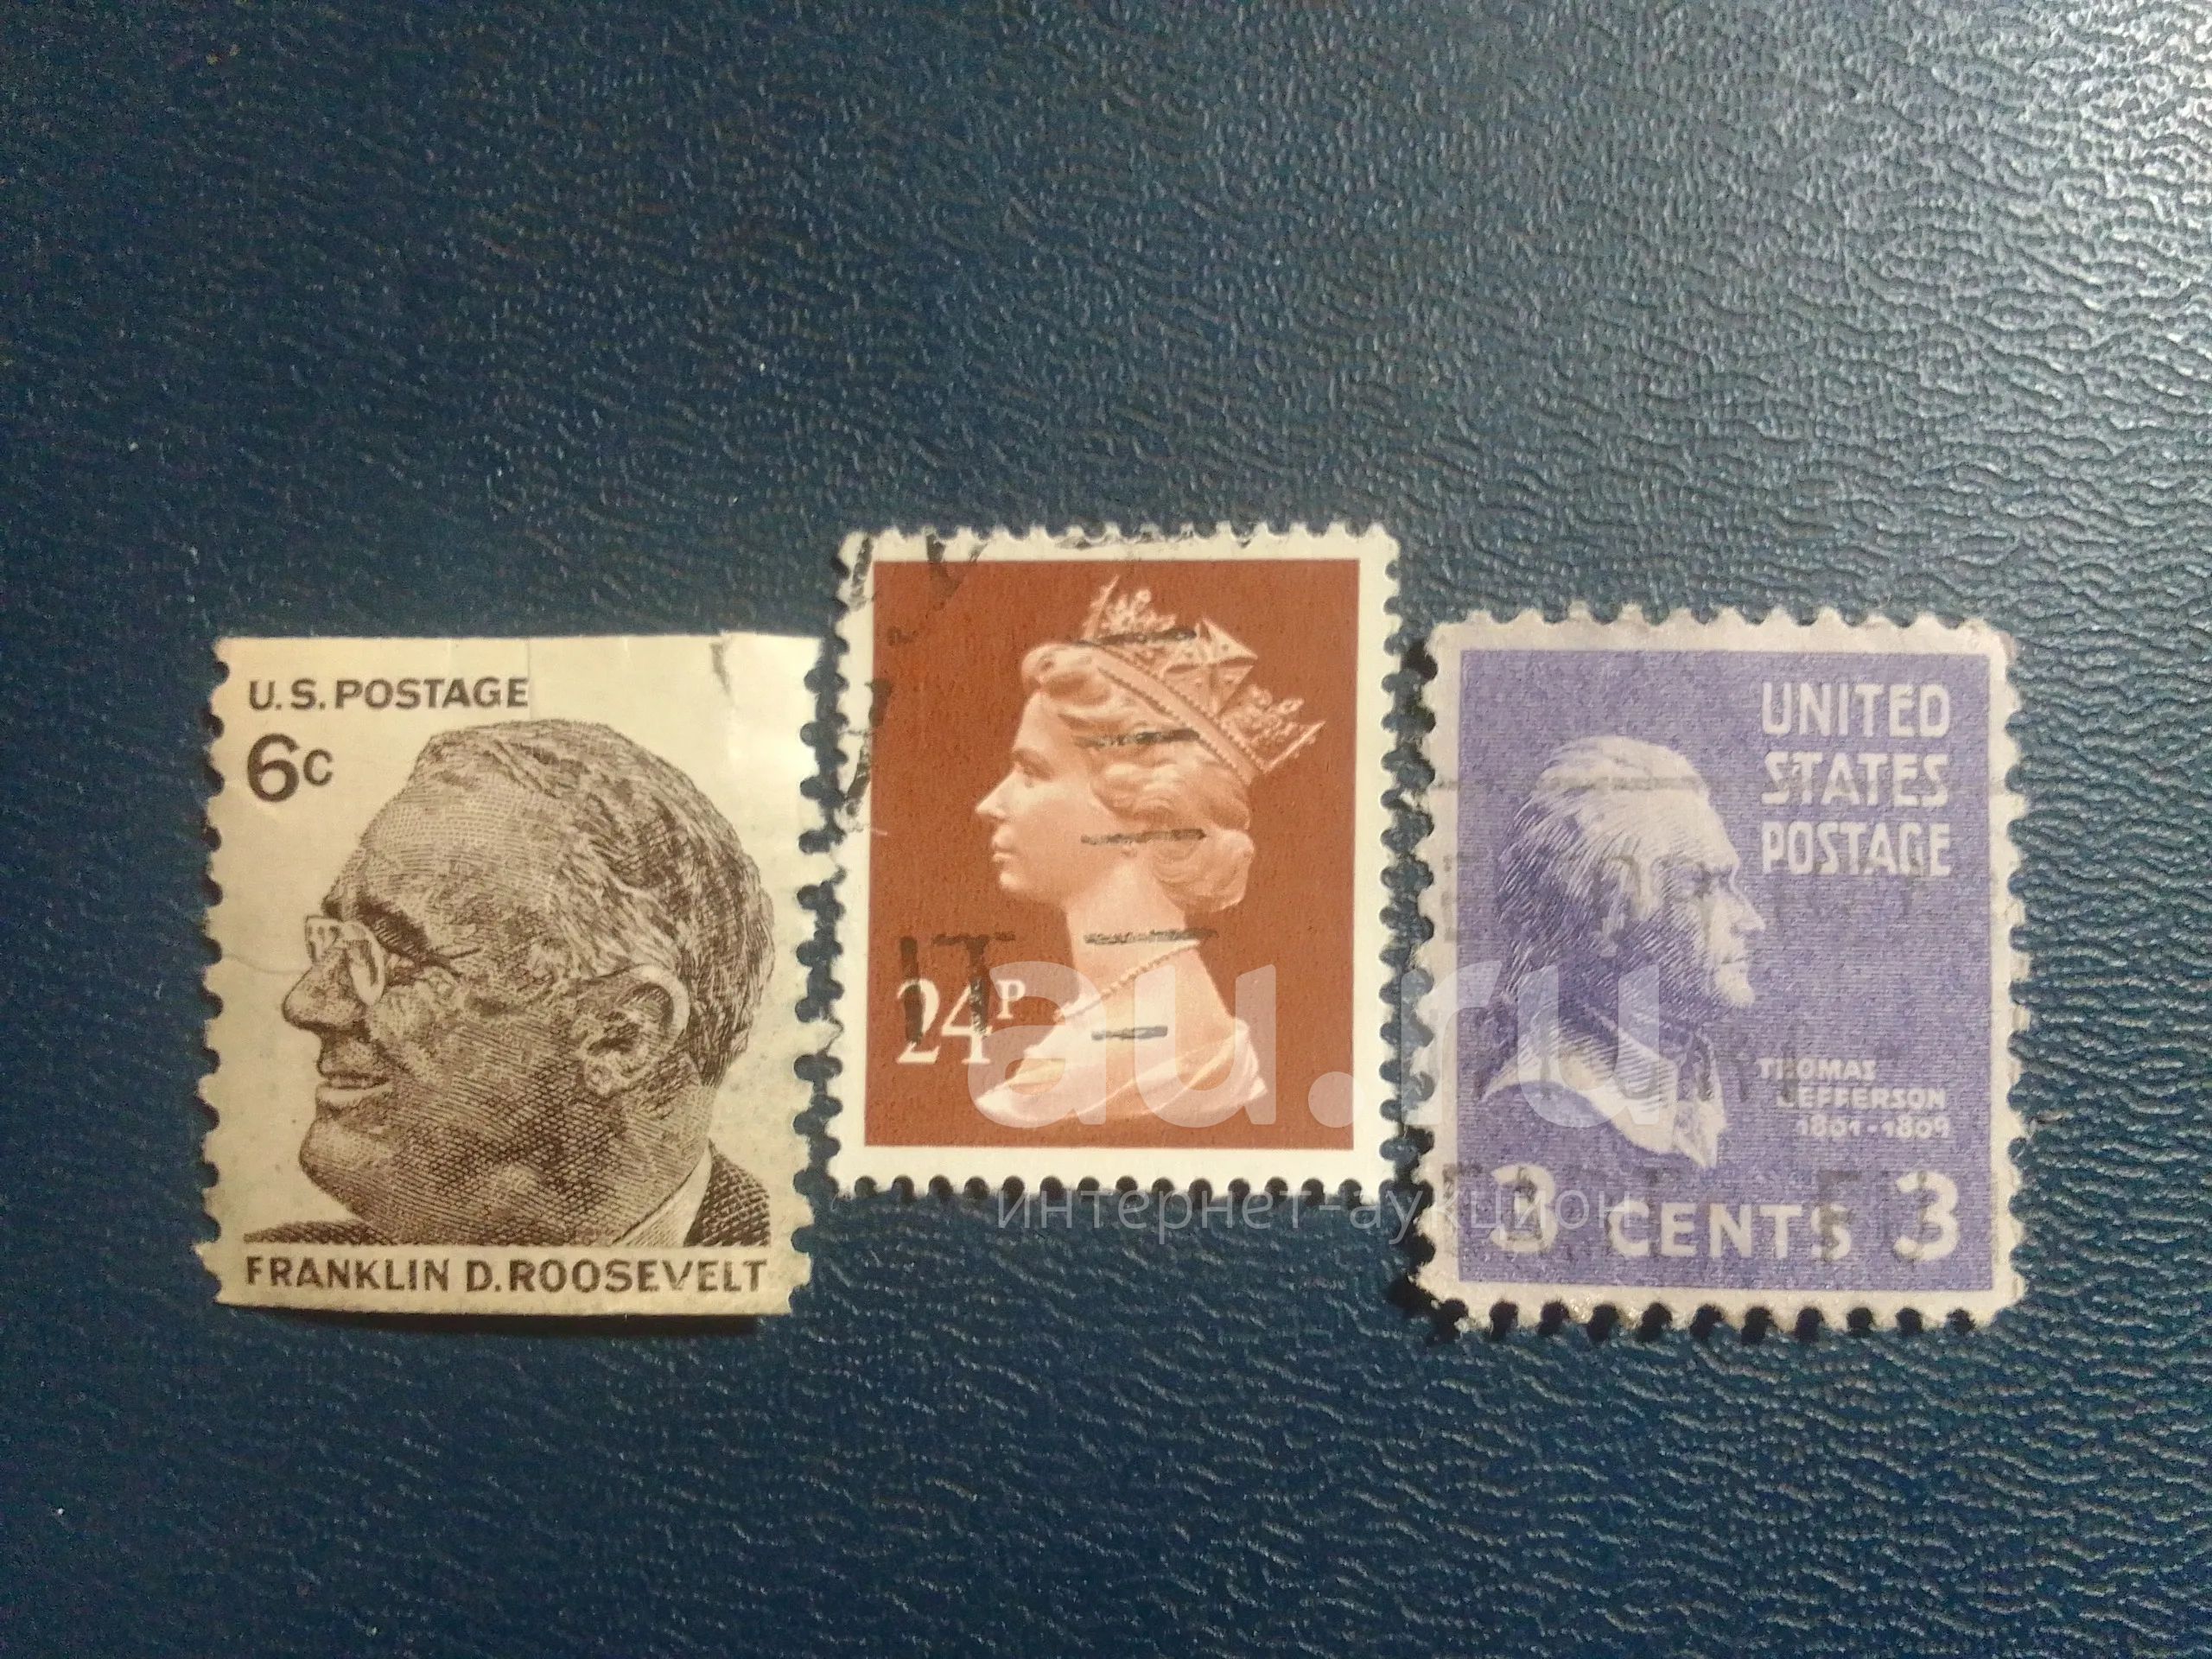 U.S. POSTAGE
6c
FRANKLIN D. ROOSEVELT
24P
UNITED
STATES
POSTAGE
THOMAS
JEFFERSON
1801-1809
3 CENTS 3
au.ru
интернет-аукцион